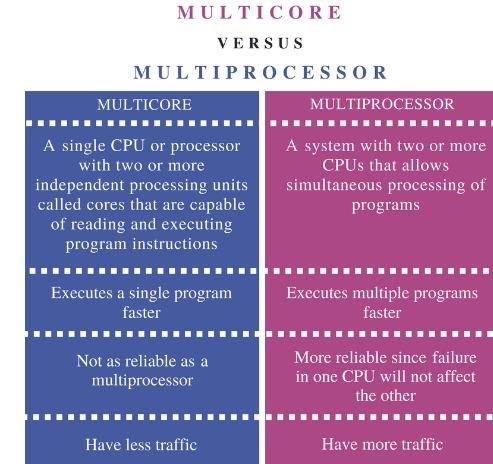 MULTICORE
VERSUS
MULTIPROCESSOR
MULTICORE
A single CPU or processor
with two or more
independent processing units
called cores that are capable
of reading and executing
program instructions
Executes a single program
faster
Not as reliable as a
multiprocessor
Have less traffic
MULTIPROCESSOR
A system with two or more
CPUs that allows
simultaneous processing of
programs
Executes multiple programs
faster
More reliable since failure
in one CPU will not affect
the other
Have more traffic